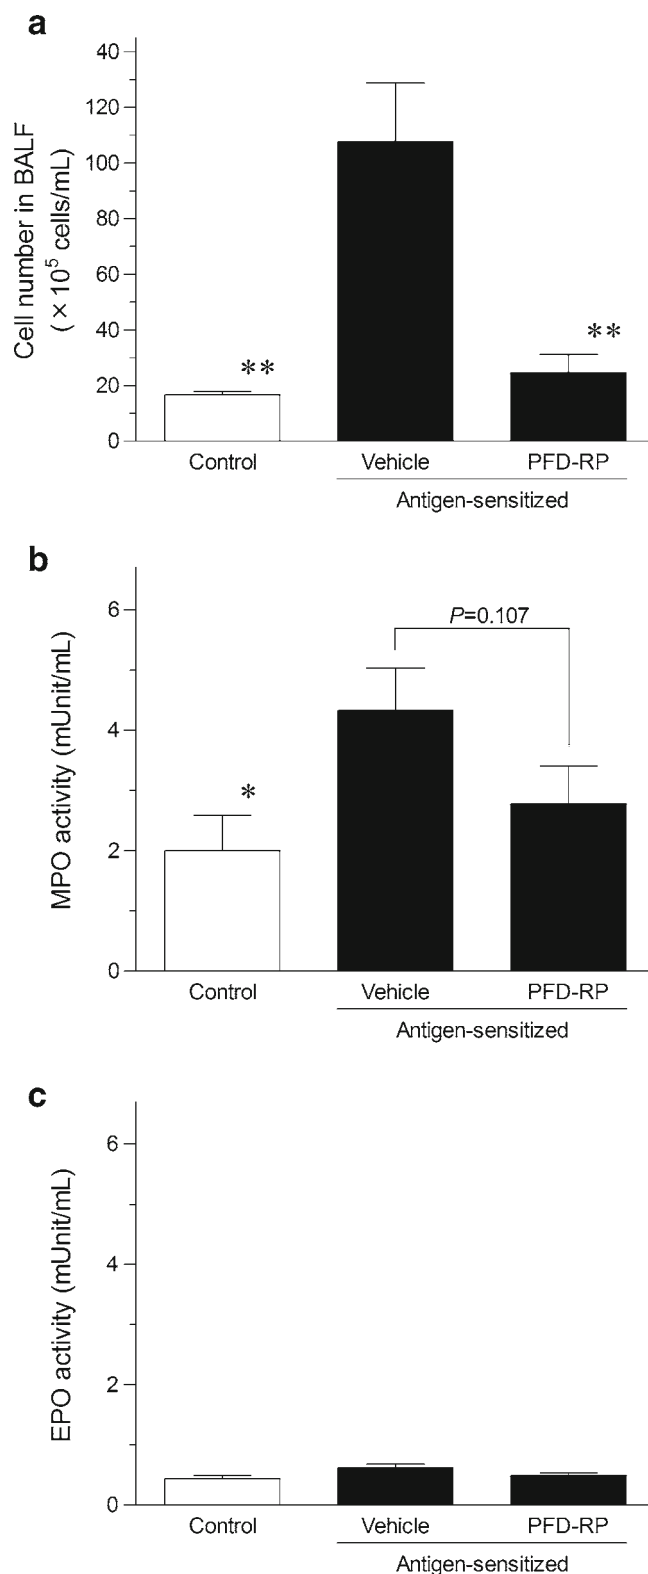 a
Cell number in BALF
(×10⁵ cells/mL)
40
120
100
80
60
40
20
0
**
**
Control
Vehicle
PFD-RP
Antigen-sensitized
b
MPO activity (mUnit/mL)
6
4
2
0
*
P=0.107
Control
Vehicle
PFD-RP
Antigen-sensitized
c
EPO activity (mUnit/mL)
6
4
2
0
Control
Vehicle
PFD-RP
Antigen-sensitized